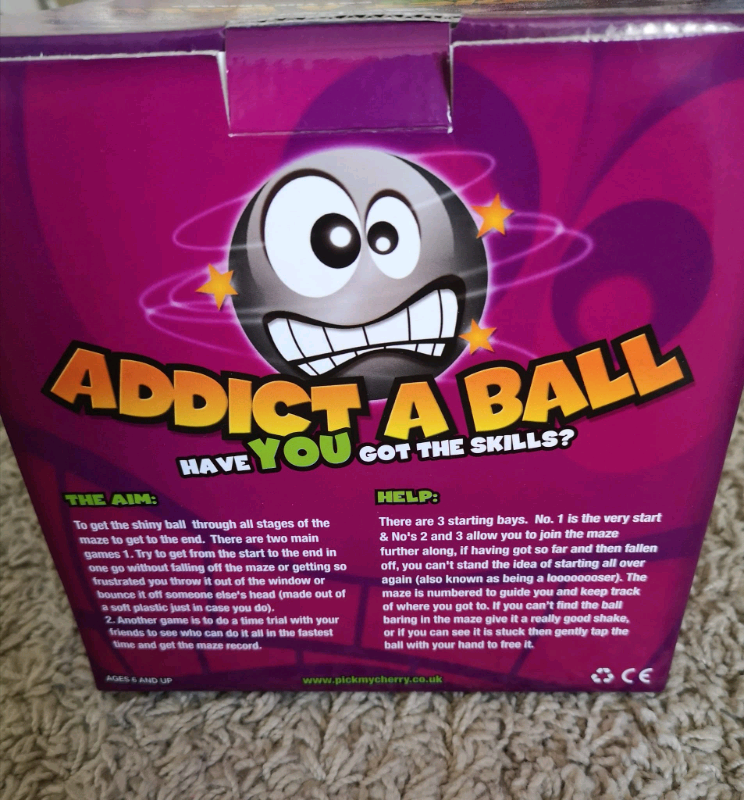 ADDICT A BALL
HAVE YOU GOT THE SKILLS?
THE AIM:
To get the shiny ball through all stages of the
maze to get to the end. There are two main
games 1. Try to get from the start to the end in
one go without falling off the maze or getting so
frustrated you throw it out of the window or
bounce it off someone else's head (made out of
a soft plastic just in case you do).
2. Another game is to do a time trial with your
friends to see who can do it all in the fastest
time and get the maze record.
HELP:
There are 3 starting bays. No. 1 is the very start
& No's 2 and 3 allow you to join the maze
further along, if having got so far and then fallen
off, you can't stand the idea of starting all over
again (also known as being a looooooser). The
maze is numbered to guide you and keep track
of where you got to. If you can't find the ball
baring in the maze give it a really good shake,
or if you can see it is stuck then gently tap the
ball with your hand to free it.
AGES 6 AND UP
www.pickmycherry.co.uk
CE